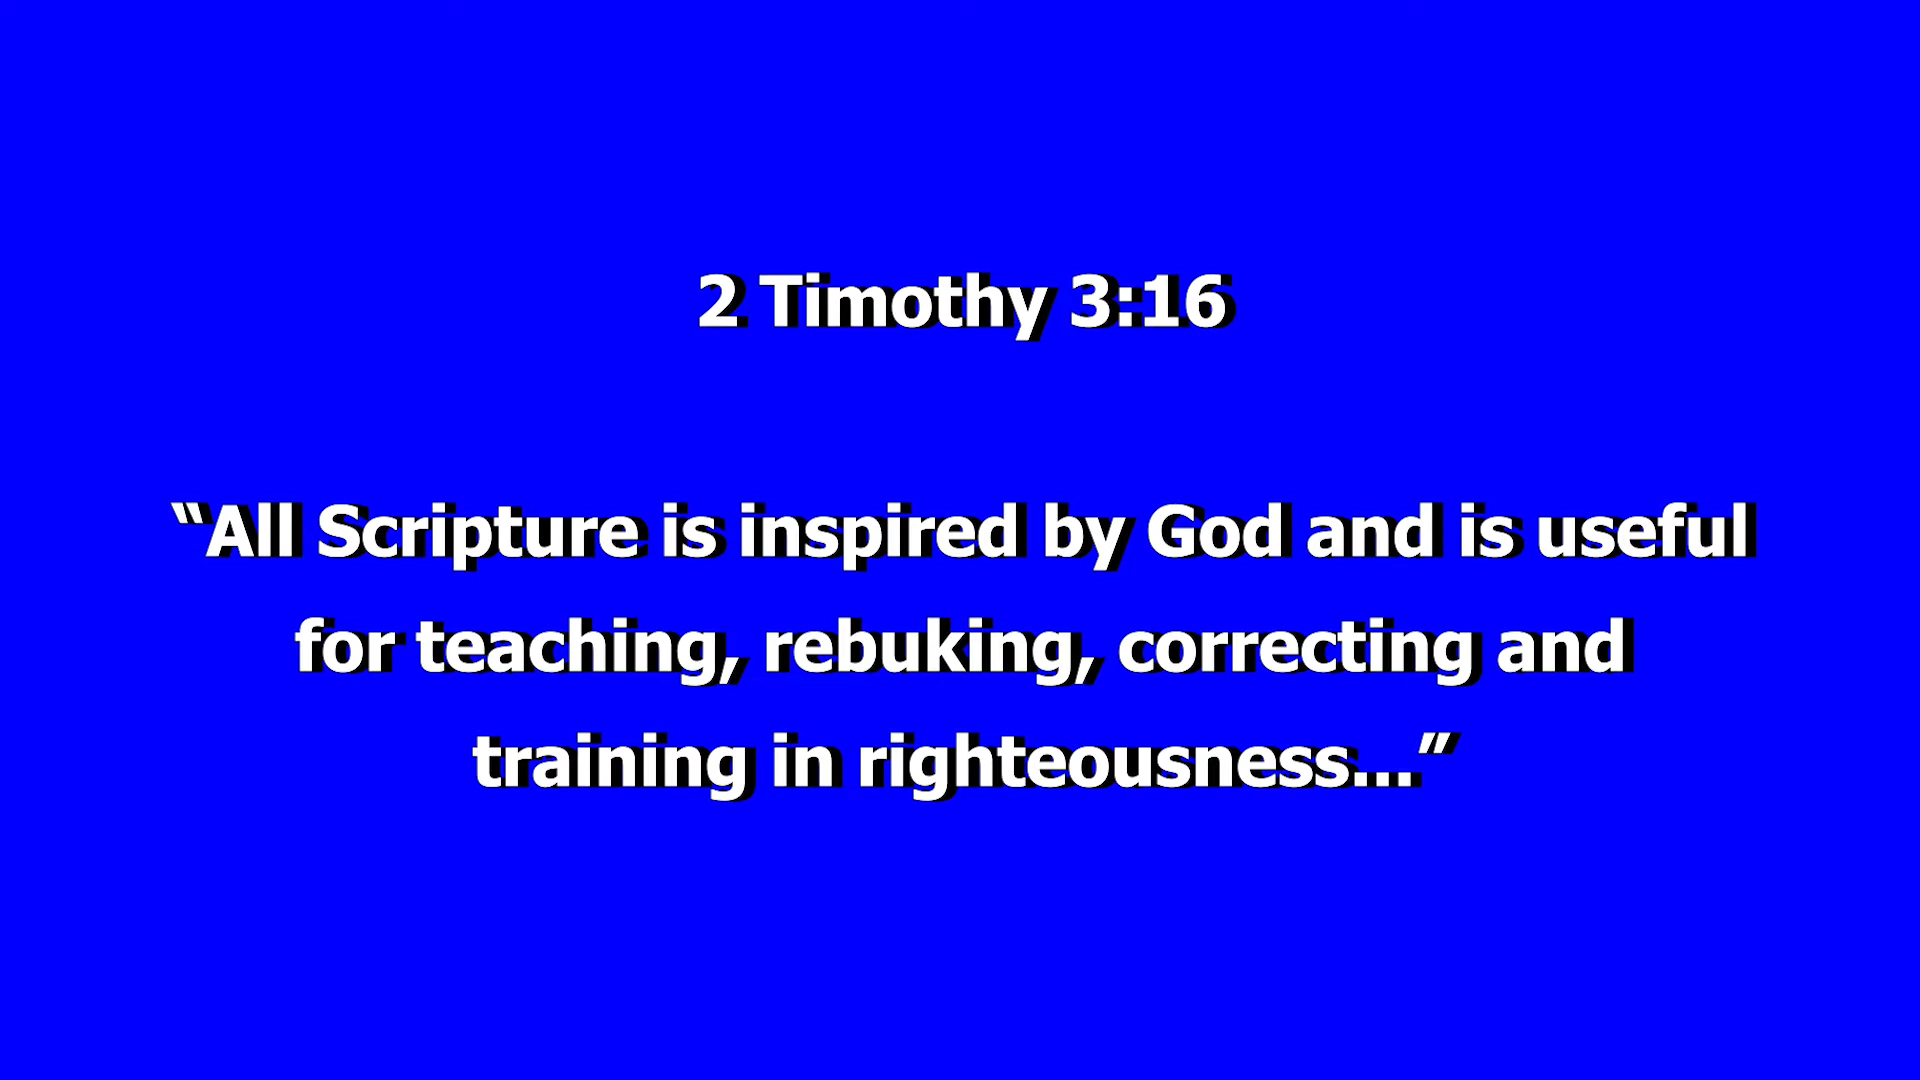 2 Timothy 3:16
“All Scripture is inspired by God and is useful
for teaching, rebuking, correcting and
training in righteousness...”